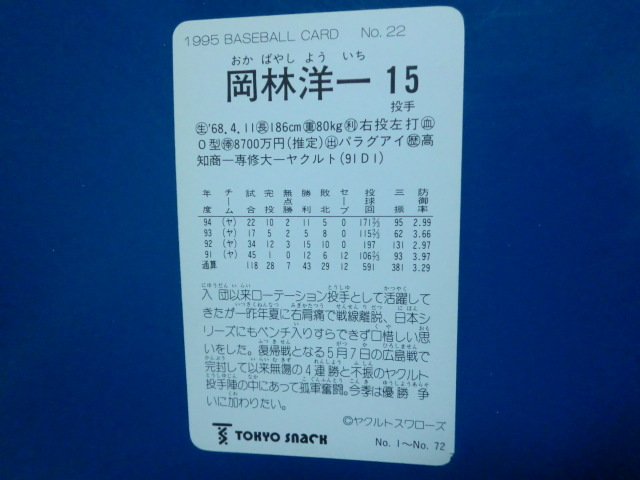 1995 BASEBALL CARD No. 22
おか ばやし よう いち
岡林洋一 15
投手
生'68.4.11長186cm重80kg利右投左打血
O型俸8700万円(推定)出パラグアイ歴高
知商―専修大―ヤクルト(91D1)
年度 チーム 試合 完投 無点勝 勝利 敗北 セーブ 投球回 三振 防御率
94 (ヤ) 22 10 2 11 5 0 171⅔ 95 2.99
93 (ヤ) 17 5 2 5 8 0 115⅔ 62 3.66
92 (ヤ) 34 12 3 15 10 0 197 131 2.97
91 (ヤ) 45 1 0 12 6 12 106⅔ 93 3.97
通算 118 28 7 43 29 12 591 381 3.29
入団以来ローテーション投手として活躍して
きたが一昨年夏に右肩痛で戦線離脱、日本シ
リーズにもベンチ入りすらできず口惜しい思
いをした。復帰戦となる5月7日の広島戦で
完封して以来無傷の4連勝と不振のヤクルト
投手陣の中にあって孤軍奮闘。今季は優勝争
いに加わりたい。
©ヤクルトスワローズ
TOKYO SNACK No. 1〜No. 72